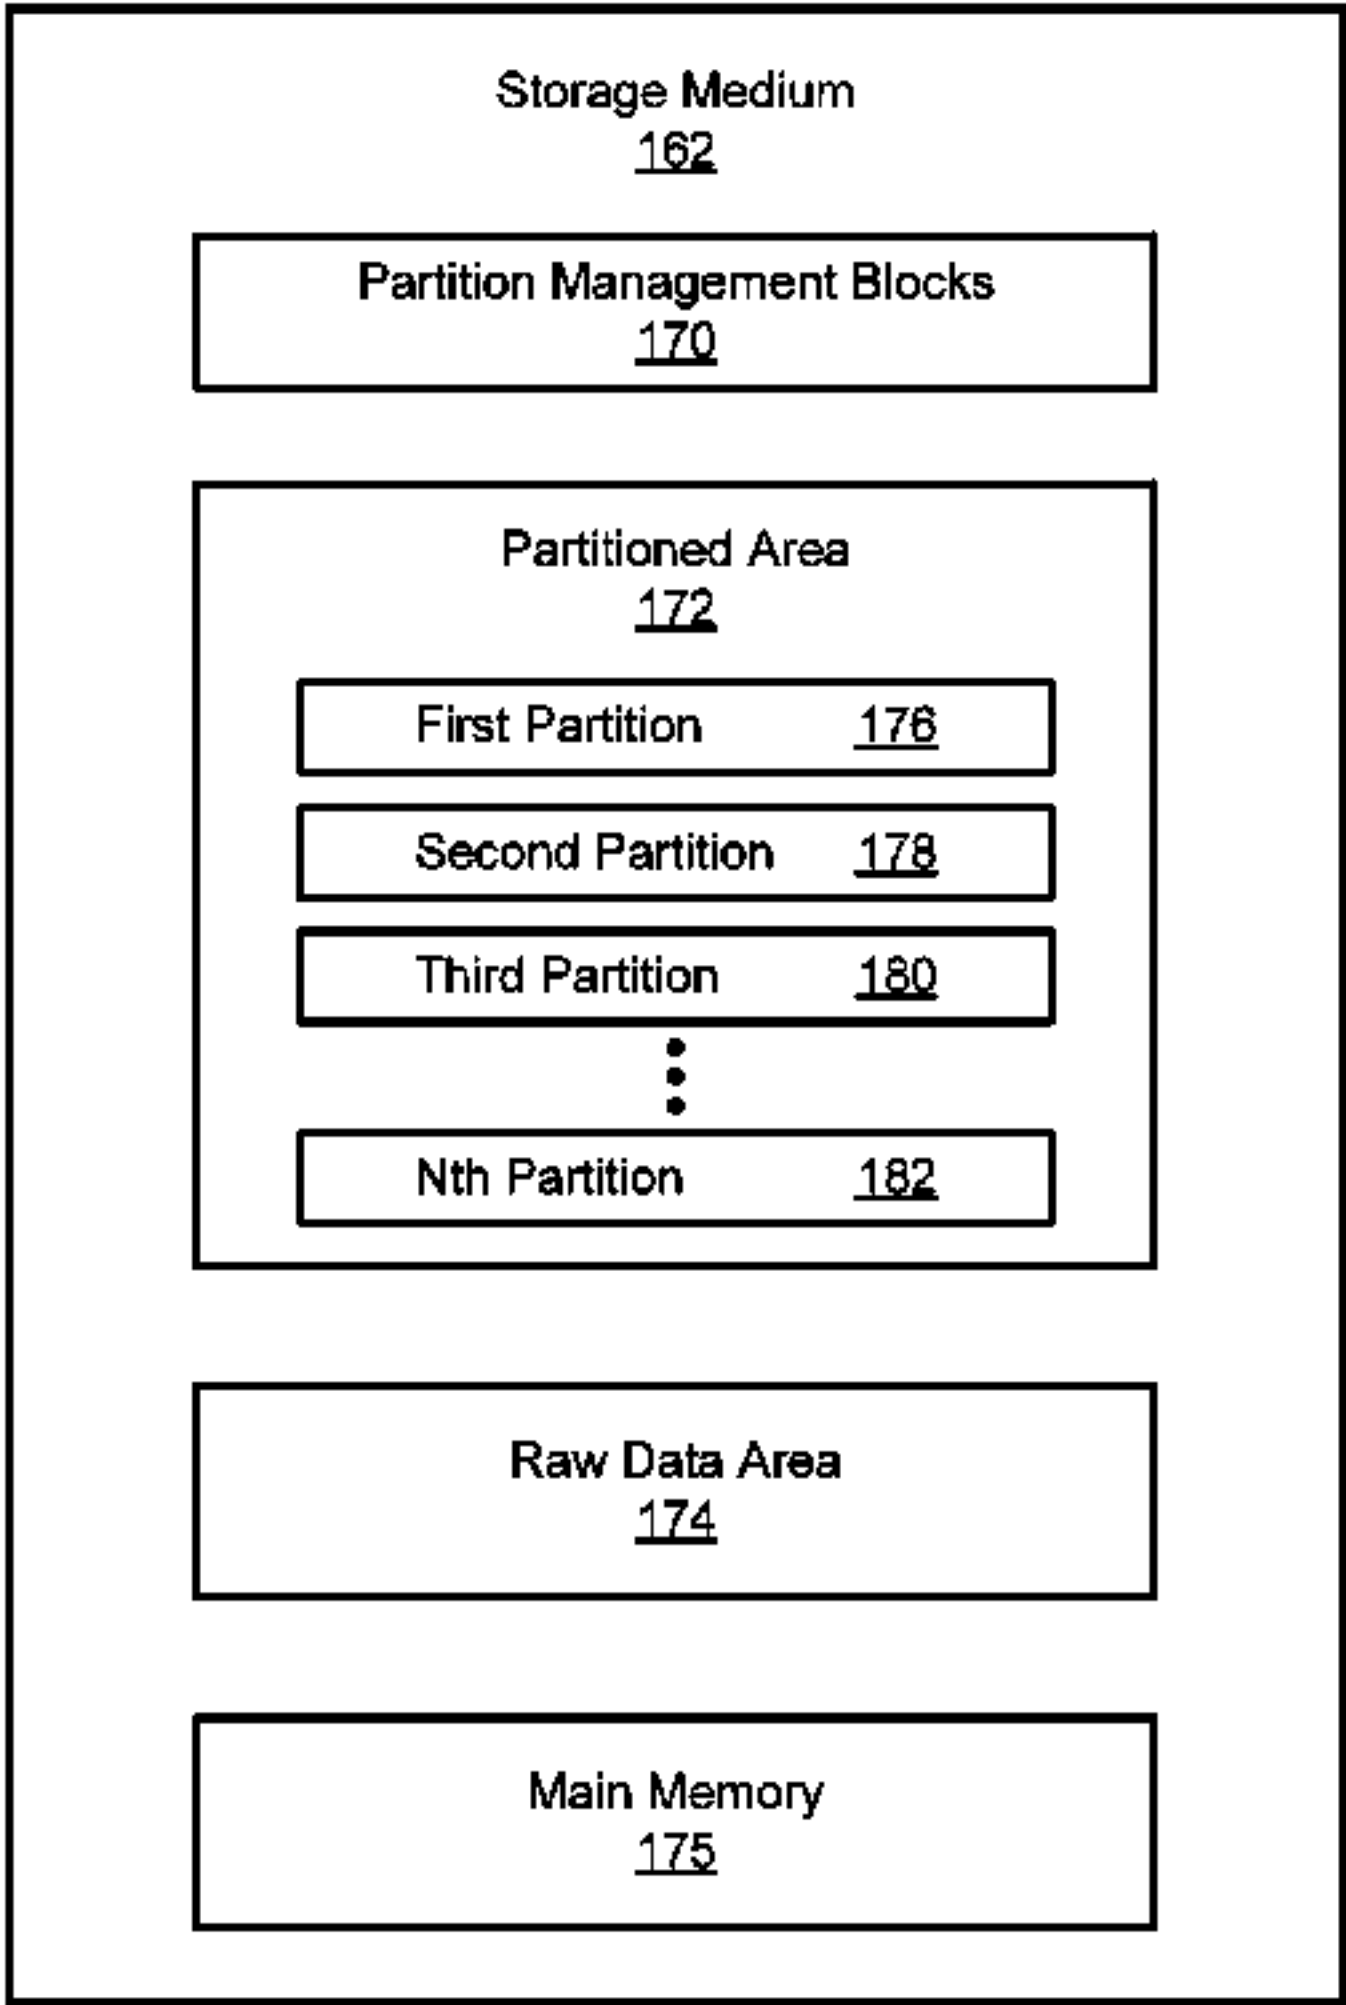 Storage Medium
162
Partition Management Blocks
170
Partitioned Area
172
First Partition 176
Second Partition 178
Third Partition 180
Nth Partition 182
Raw Data Area
174
Main Memory
175